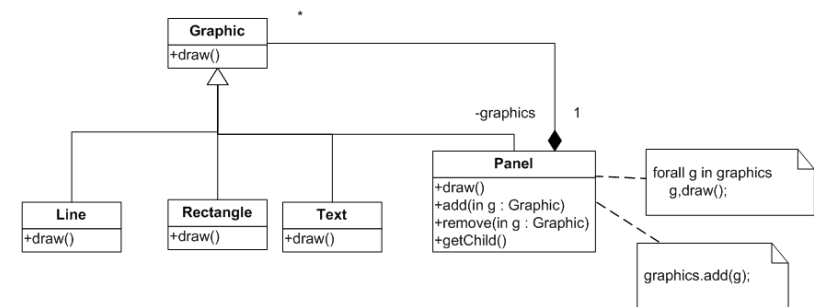 *
Graphic
+draw()
-graphics 1
Panel
+draw()
+add(in g : Graphic)
+remove(in g : Graphic)
+getChild()
forall g in graphics
g,draw();
Line
+draw()
Rectangle
+draw()
Text
+draw()
graphics.add(g);